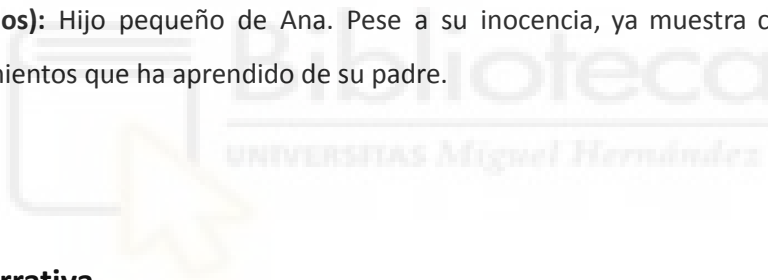 os): Hijo pequeño de Ana. Pese a su inocencia, ya muestra c
mientos que ha aprendido de su padre.
Biblioteca
UNIVERSITAS Miguel Hernández
rrativa